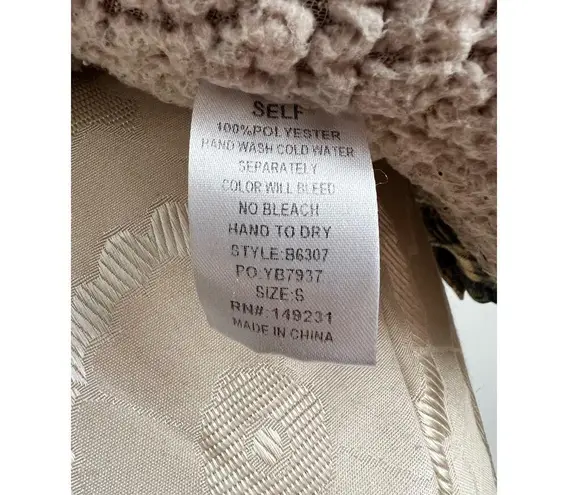 SELF
100%POLYESTER
HAND WASH COLD WATER
SEPARATELY
COLOR WILL BLEED
NO BLEACH
HAND TO DRY
STYLE:B6307
PO:YB7937
SIZE:S
RN#:149231
MADE IN CHINA